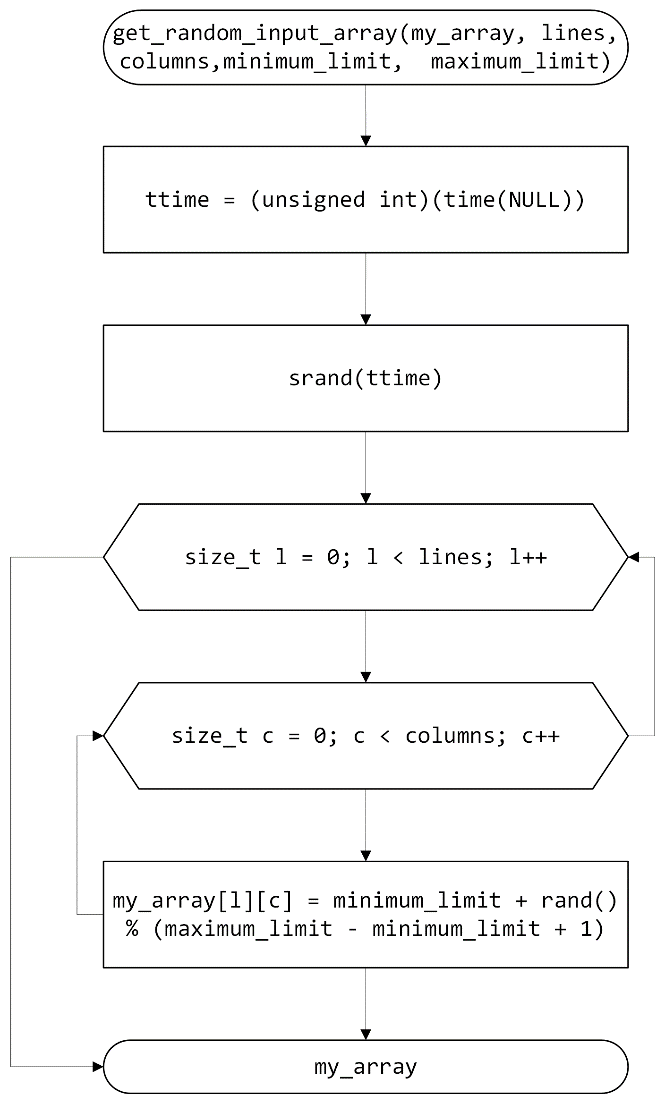 get_random_input_array(my_array, lines,
columns,minimum_limit,  maximum_limit)
ttime = (unsigned int)(time(NULL))
srand(ttime)
size_t l = 0; l < lines; l++
size_t c = 0; c < columns; c++
my_array[l][c] = minimum_limit + rand()
% (maximum_limit - minimum_limit + 1)
my_array